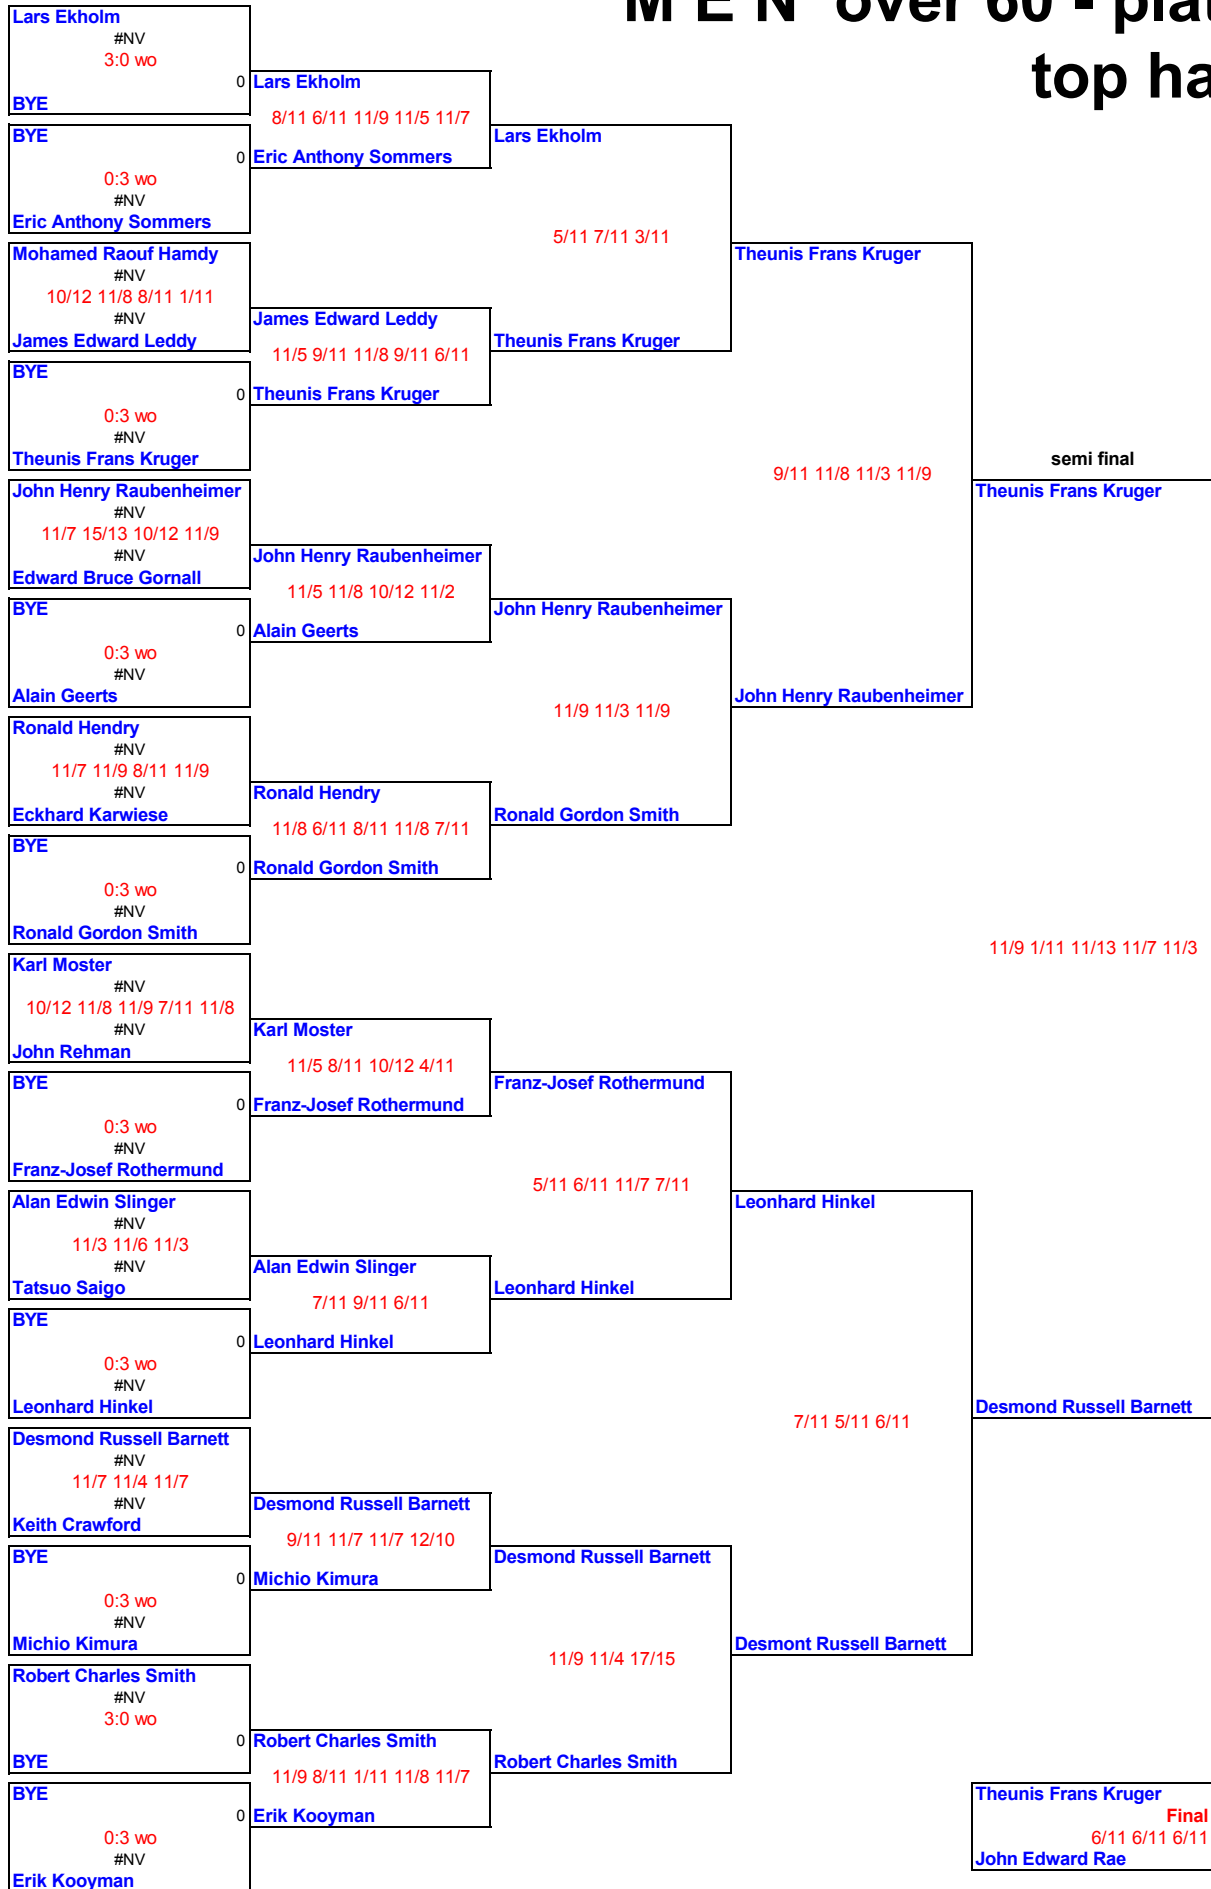 M E N over 60 - plat
top ha
Lars Ekholm
#NV
3:0 wo
BYE
BYE
0:3 wo
#NV
Eric Anthony Sommers
Mohamed Raouf Hamdy
#NV
10/12 11/8 8/11 1/11
#NV
James Edward Leddy
BYE
0:3 wo
#NV
Theunis Frans Kruger
John Henry Raubenheimer
#NV
11/7 15/13 10/12 11/9
#NV
Edward Bruce Gornall
BYE
0:3 wo
#NV
Alain Geerts
Ronald Hendry
#NV
11/7 11/9 8/11 11/9
#NV
Eckhard Karwiese
BYE
0:3 wo
#NV
Ronald Gordon Smith
Karl Moster
#NV
10/12 11/8 11/9 7/11 11/8
#NV
John Rehman
BYE
0:3 wo
#NV
Franz-Josef Rothermund
Alan Edwin Slinger
#NV
11/3 11/6 11/3
#NV
Tatsuo Saigo
BYE
0:3 wo
#NV
Leonhard Hinkel
Desmond Russell Barnett
#NV
11/7 11/4 11/7
#NV
Keith Crawford
BYE
0:3 wo
#NV
Michio Kimura
Robert Charles Smith
#NV
3:0 wo
BYE
BYE
0:3 wo
#NV
Erik Kooyman
0 Lars Ekholm
8/11 6/11 11/9 11/5 11/7
0 Eric Anthony Sommers
James Edward Leddy
11/5 9/11 11/8 9/11 6/11
0 Theunis Frans Kruger
John Henry Raubenheimer
11/5 11/8 10/12 11/2
0 Alain Geerts
Ronald Hendry
11/8 6/11 8/11 11/8 7/11
0 Ronald Gordon Smith
Karl Moster
11/5 8/11 10/12 4/11
0 Franz-Josef Rothermund
Alan Edwin Slinger
7/11 9/11 6/11
0 Leonhard Hinkel
Desmond Russell Barnett
9/11 11/7 11/7 12/10
0 Michio Kimura
0 Robert Charles Smith
11/9 8/11 1/11 11/8 11/7
0 Erik Kooyman
Lars Ekholm
5/11 7/11 3/11
Theunis Frans Kruger
John Henry Raubenheimer
11/9 11/3 11/9
Ronald Gordon Smith
Franz-Josef Rothermund
5/11 6/11 11/7 7/11
Leonhard Hinkel
Desmond Russell Barnett
11/9 11/4 17/15
Robert Charles Smith
Theunis Frans Kruger
9/11 11/8 11/3 11/9
John Henry Raubenheimer
Leonhard Hinkel
7/11 5/11 6/11
Desmont Russell Barnett
semi final
Theunis Frans Kruger
11/9 1/11 11/13 11/7 11/3
Desmond Russell Barnett
Theunis Frans Kruger
Final
6/11 6/11 6/11
John Edward Rae